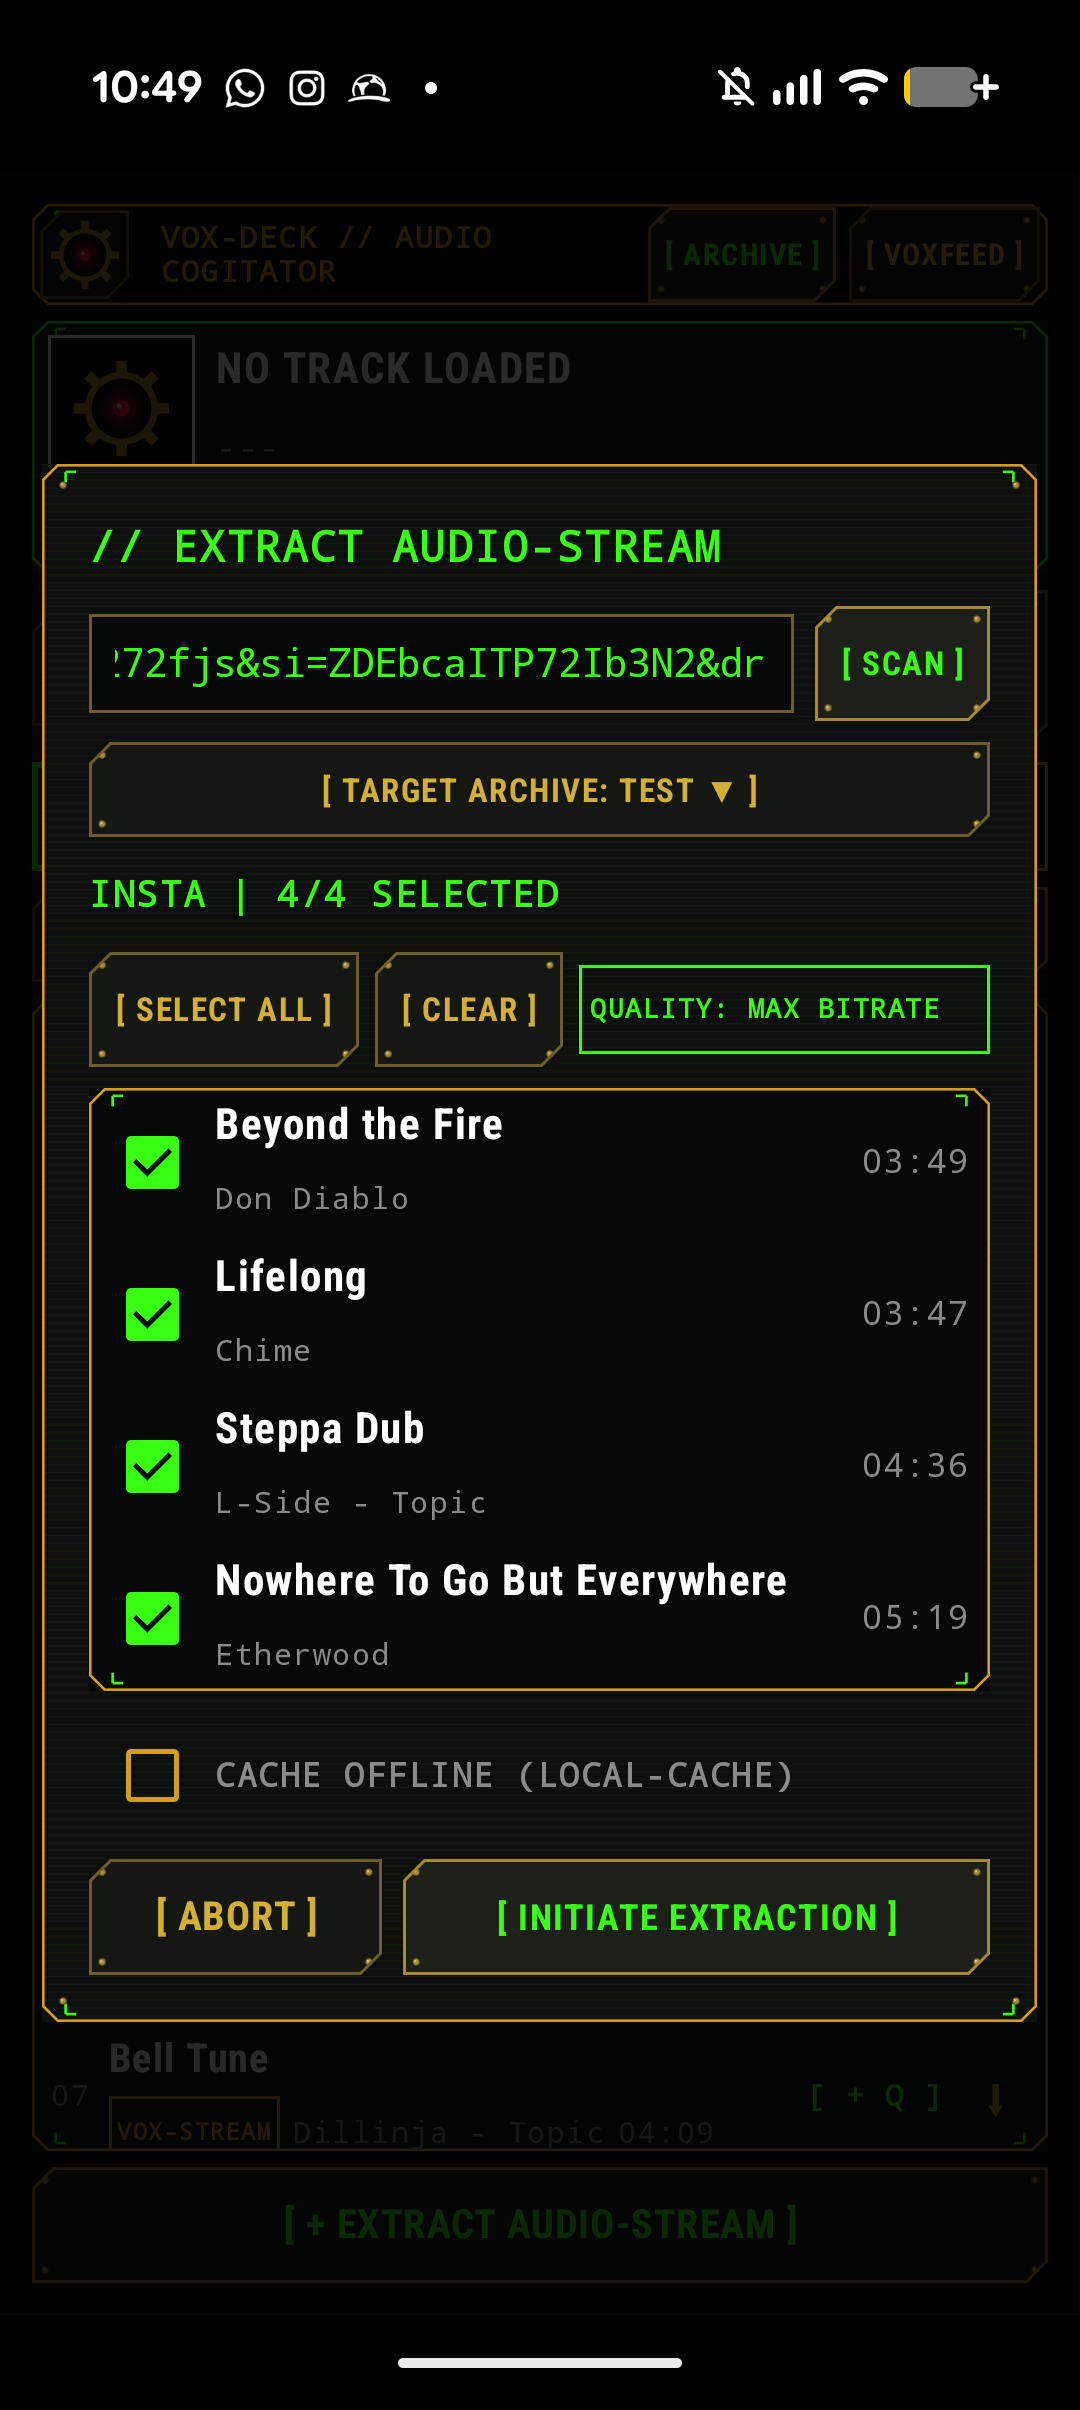 10:49
VOX-DECK // AUDIO
COGITATOR
[ ARCHIVE ]
[ VOXFEED ]
NO TRACK LOADED
---
// EXTRACT AUDIO-STREAM
72fjs&si=ZDEbcaITP72Ib3N2&dr
[ SCAN ]
[ TARGET ARCHIVE: TEST ▼ ]
INSTA | 4/4 SELECTED
[ SELECT ALL ]
[ CLEAR ]
QUALITY: MAX BITRATE
Beyond the Fire
03:49
Don Diablo
Lifelong
03:47
Chime
Steppa Dub
04:36
L-Side - Topic
Nowhere To Go But Everywhere
05:19
Etherwood
CACHE OFFLINE (LOCAL-CACHE)
[ ABORT ]
[ INITIATE EXTRACTION ]
Bell Tune
07
[ + Q ]
VOX-STREAM
Dillinja - Topic 04:09
[ + EXTRACT AUDIO-STREAM ]